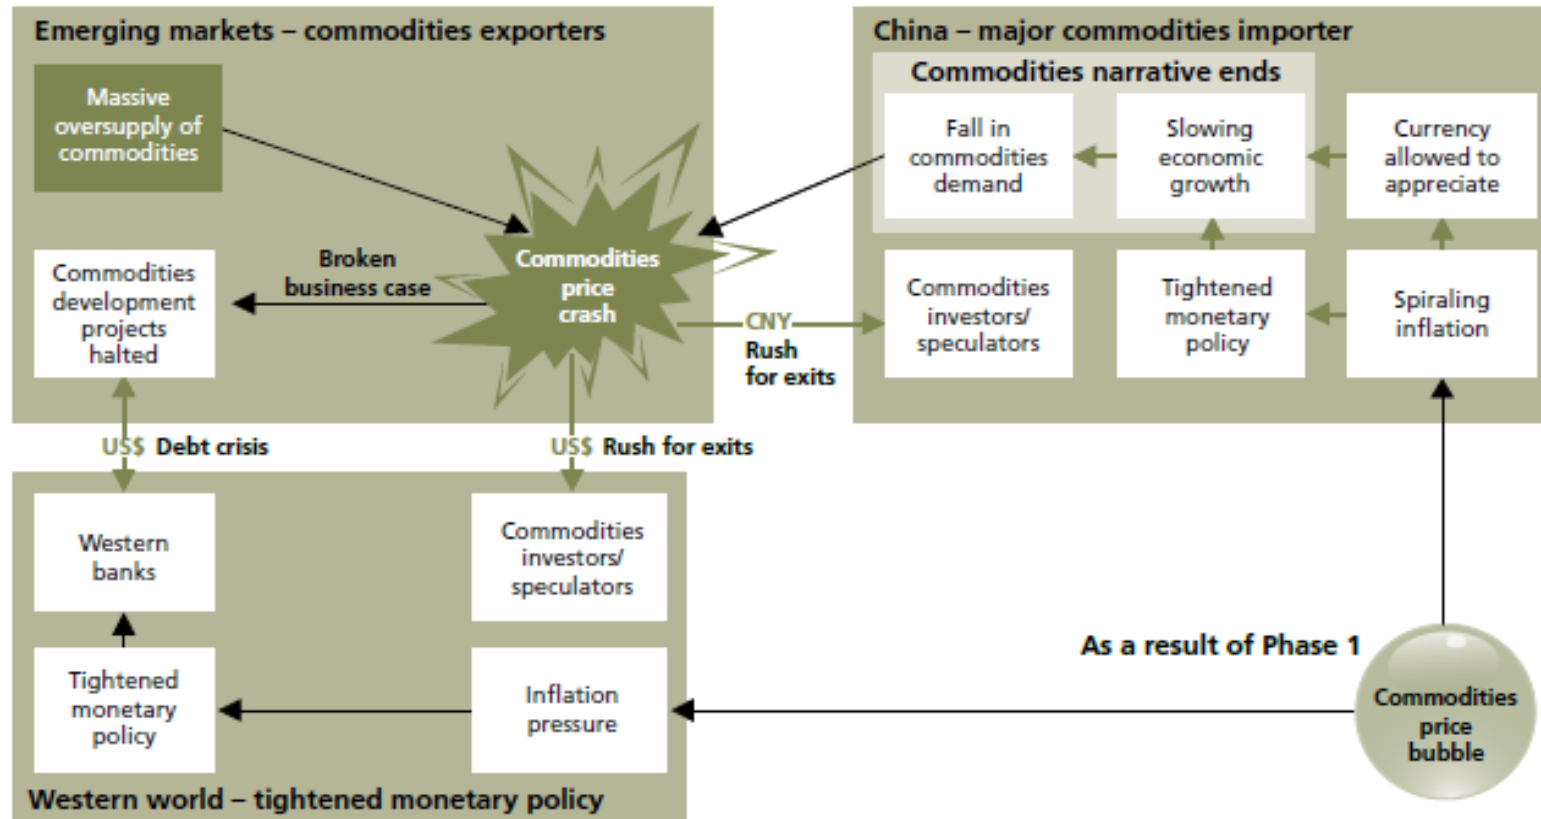 Emerging markets – commodities exporters
Massive
oversupply of
commodities
Commodities
development
projects
halted
Broken
business case
Commodities
price
crash
China – major commodities importer
Commodities narrative ends
Fall in
commodities
demand
Slowing
economic
growth
Currency
allowed to
appreciate
Commodities
investors/
speculators
Tightened
monetary
policy
Spiraling
inflation
CNY
Rush
for exits
US$ Debt crisis
US$ Rush for exits
Western
banks
Commodities
investors/
speculators
Tightened
monetary
policy
Inflation
pressure
Western world – tightened monetary policy
As a result of Phase 1
Commodities
price
bubble